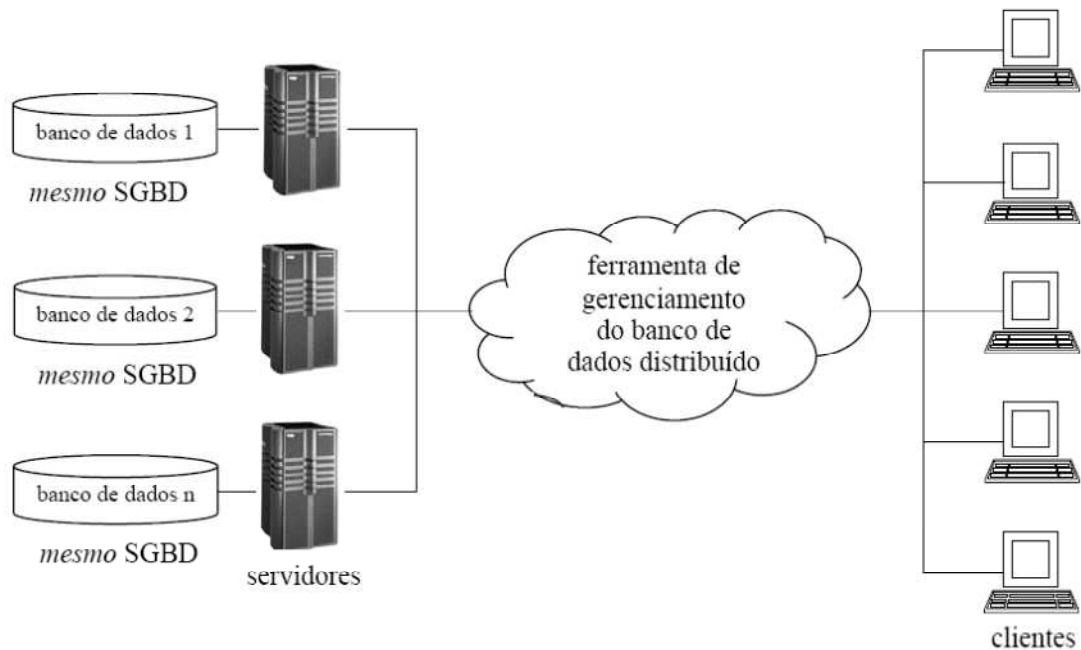 banco de dados 1
mesmo SGBD
banco de dados 2
mesmo SGBD
banco de dados n
mesmo SGBD
servidores
ferramenta de
gerenciamento
do banco de
dados distribuído
clientes